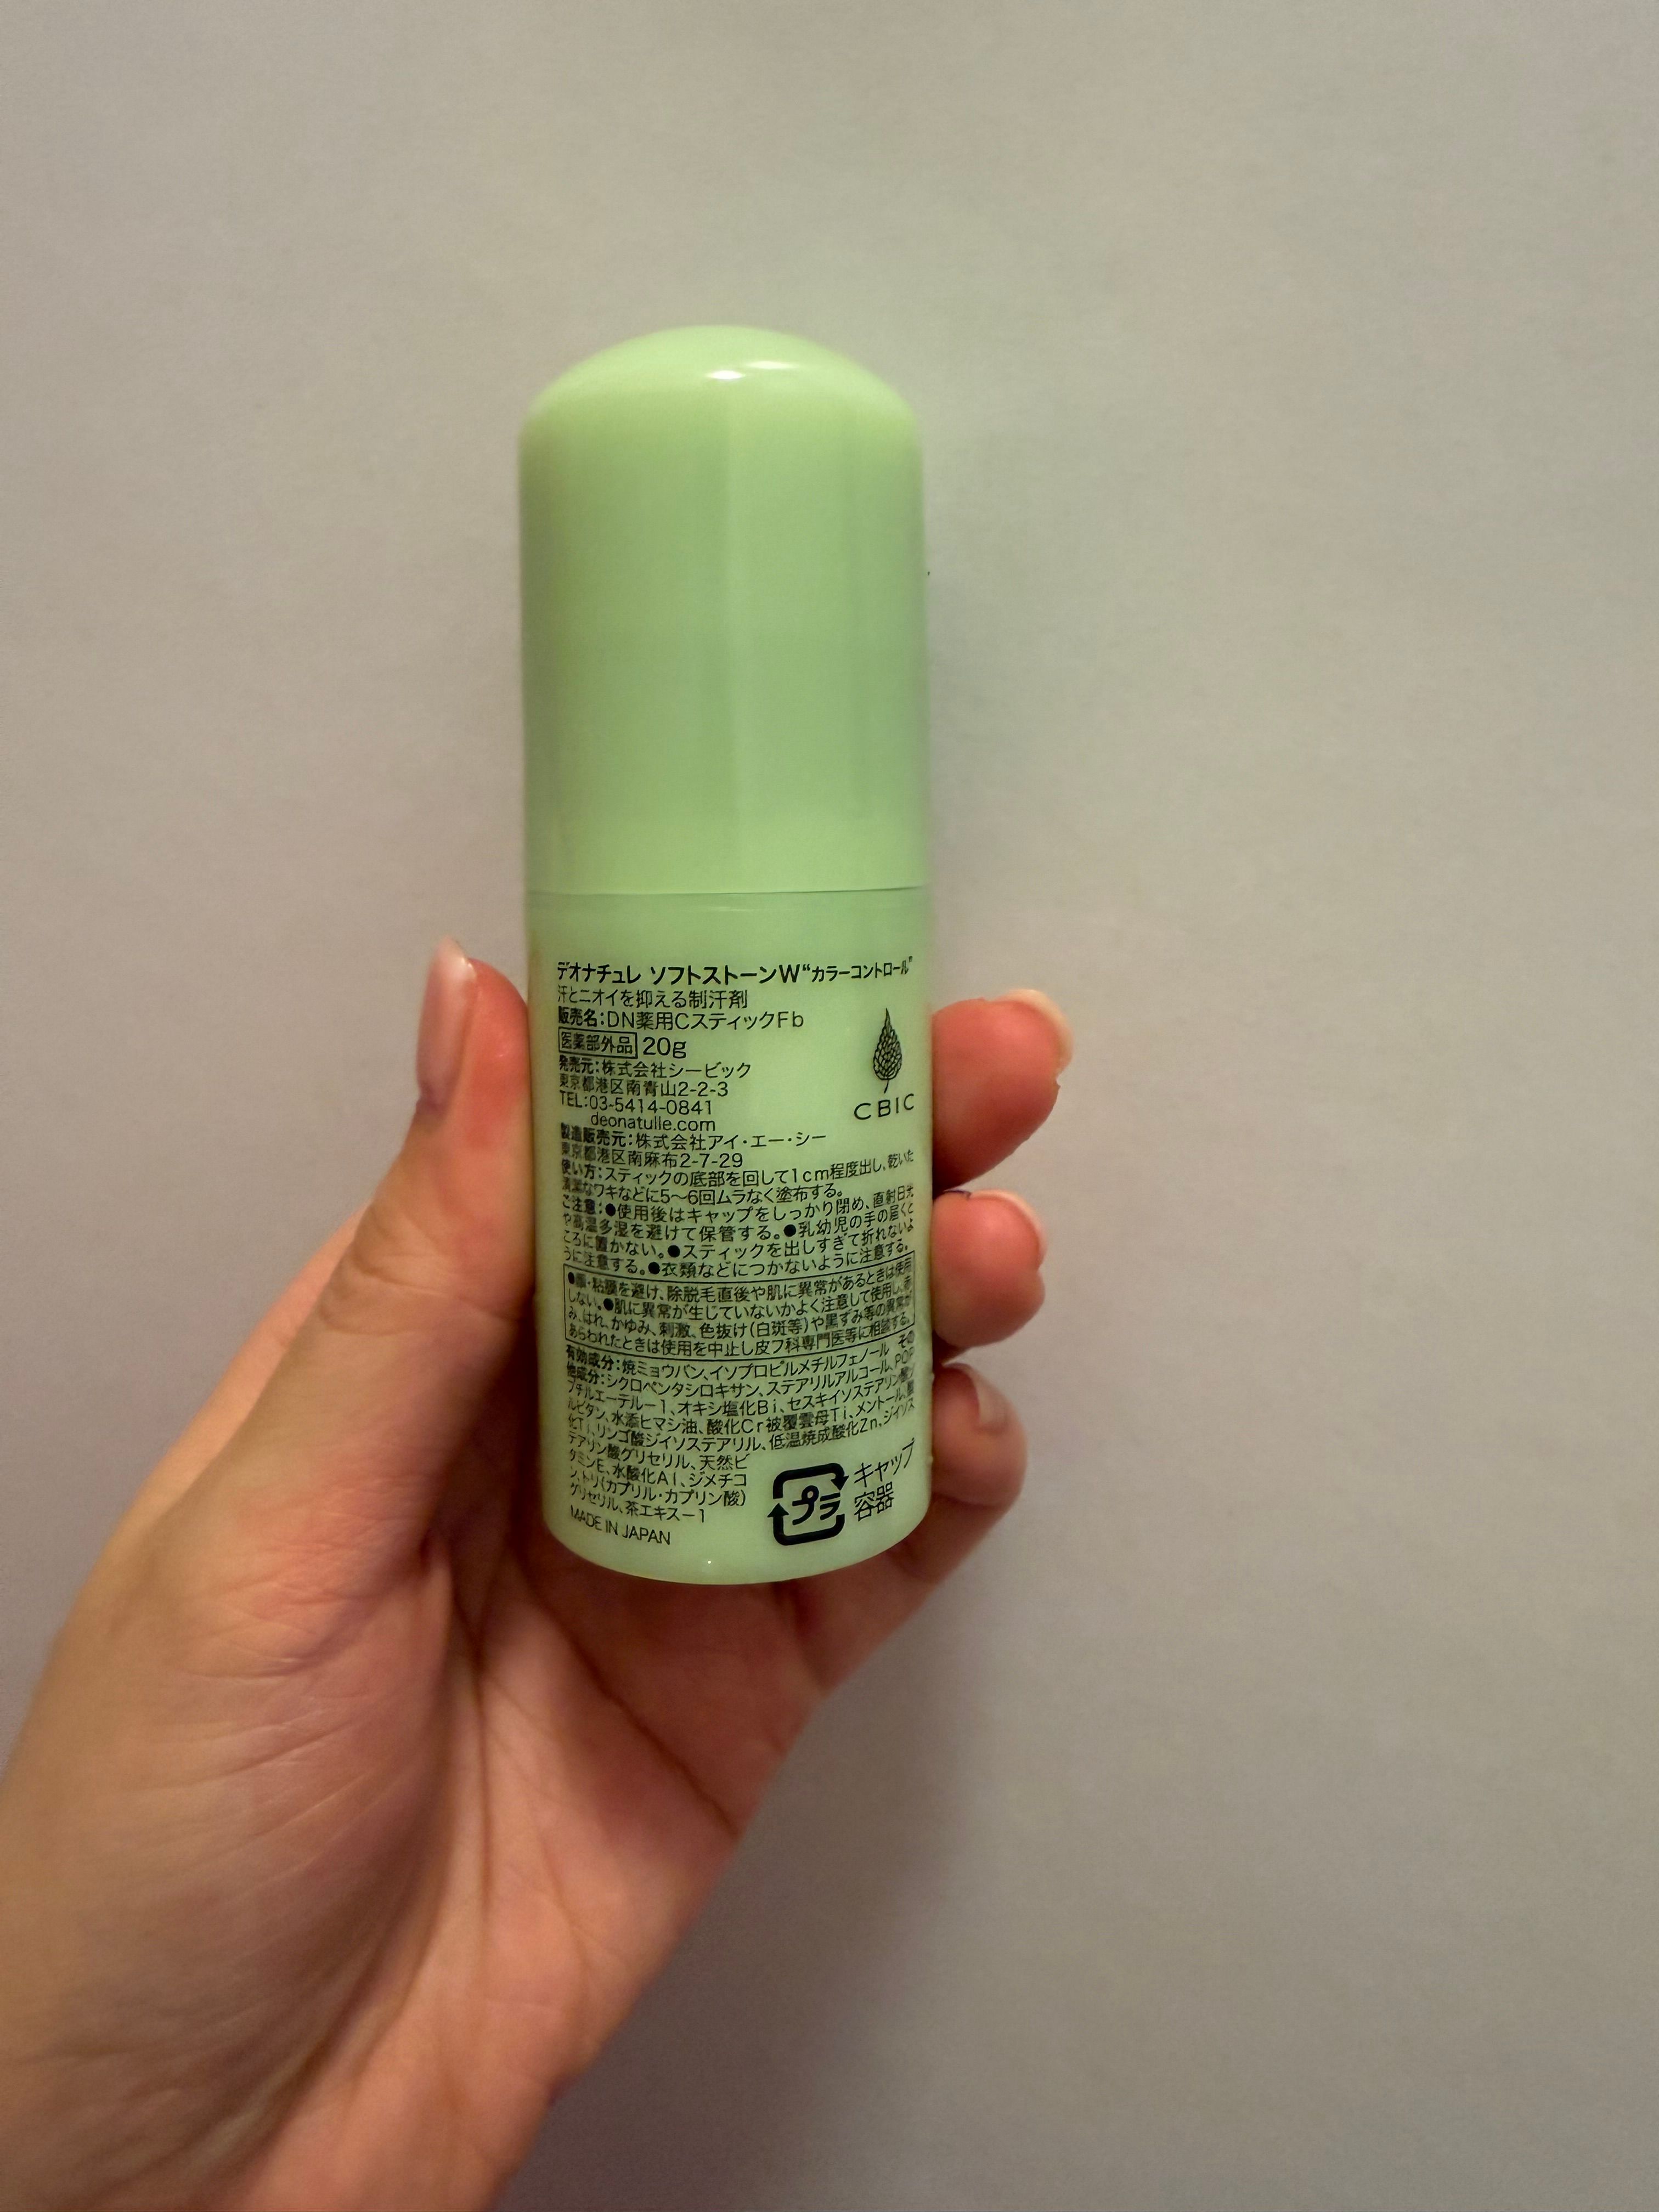 デオナチュレ ソフトストーンW“カラーコントロール”
汗とニオイを抑える制汗剤
販売名：DN薬用CスティックFb
医薬部外品 20g
発売元：株式会社シービック
東京都港区南青山2-2-3
TEL：03-5414-0841
deonatulle.com
CBIC
製造販売元：株式会社アイ・エー・シー
東京都港区南麻布2-7-29
使い方：スティックの底部を回して1cm程度出し、乾いた
清潔なワキなどに5～6回ムラなく塗布する。
ご注意：●使用後はキャップをしっかり閉め、直射日光
や高温多湿を避けて保管する。●乳幼児の手の届くと
ころに置かない。●スティックを出しすぎて折れないよ
うに注意する。●衣類などにつかないように注意する。
●顔・粘膜を避け、除脱毛直後や肌に異常があるときは使用
しない。●肌に異常が生じていないかよく注意して使用し、赤
み、はれ、かゆみ、刺激、色抜け（白斑等）や黒ずみ等の異常が
あらわれたときは使用を中止し皮フ科専門医等に相談する。
有効成分：焼ミョウバン、イソプロピルメチルフェノール その
他成分：シクロペンタシロキサン、ステアリルアルコール、POP
ブチルエーテル-1、オキシ塩化Bi、セスキイソステアリン酸ソ
ルビタン、水添ヒマシ油、酸化Cr被覆雲母Ti、メントール、酸
化Ti、リンゴ酸ジイソステアリル、低温焼成酸化Zn、ジイソス
テアリン酸グリセリル、天然ビ
タミンE、水酸化Al、ジメチコ
ン、トリ（カプリル・カプリン酸）
グリセリル、茶エキス-1
MADE IN JAPAN
プラ
キャップ
容器